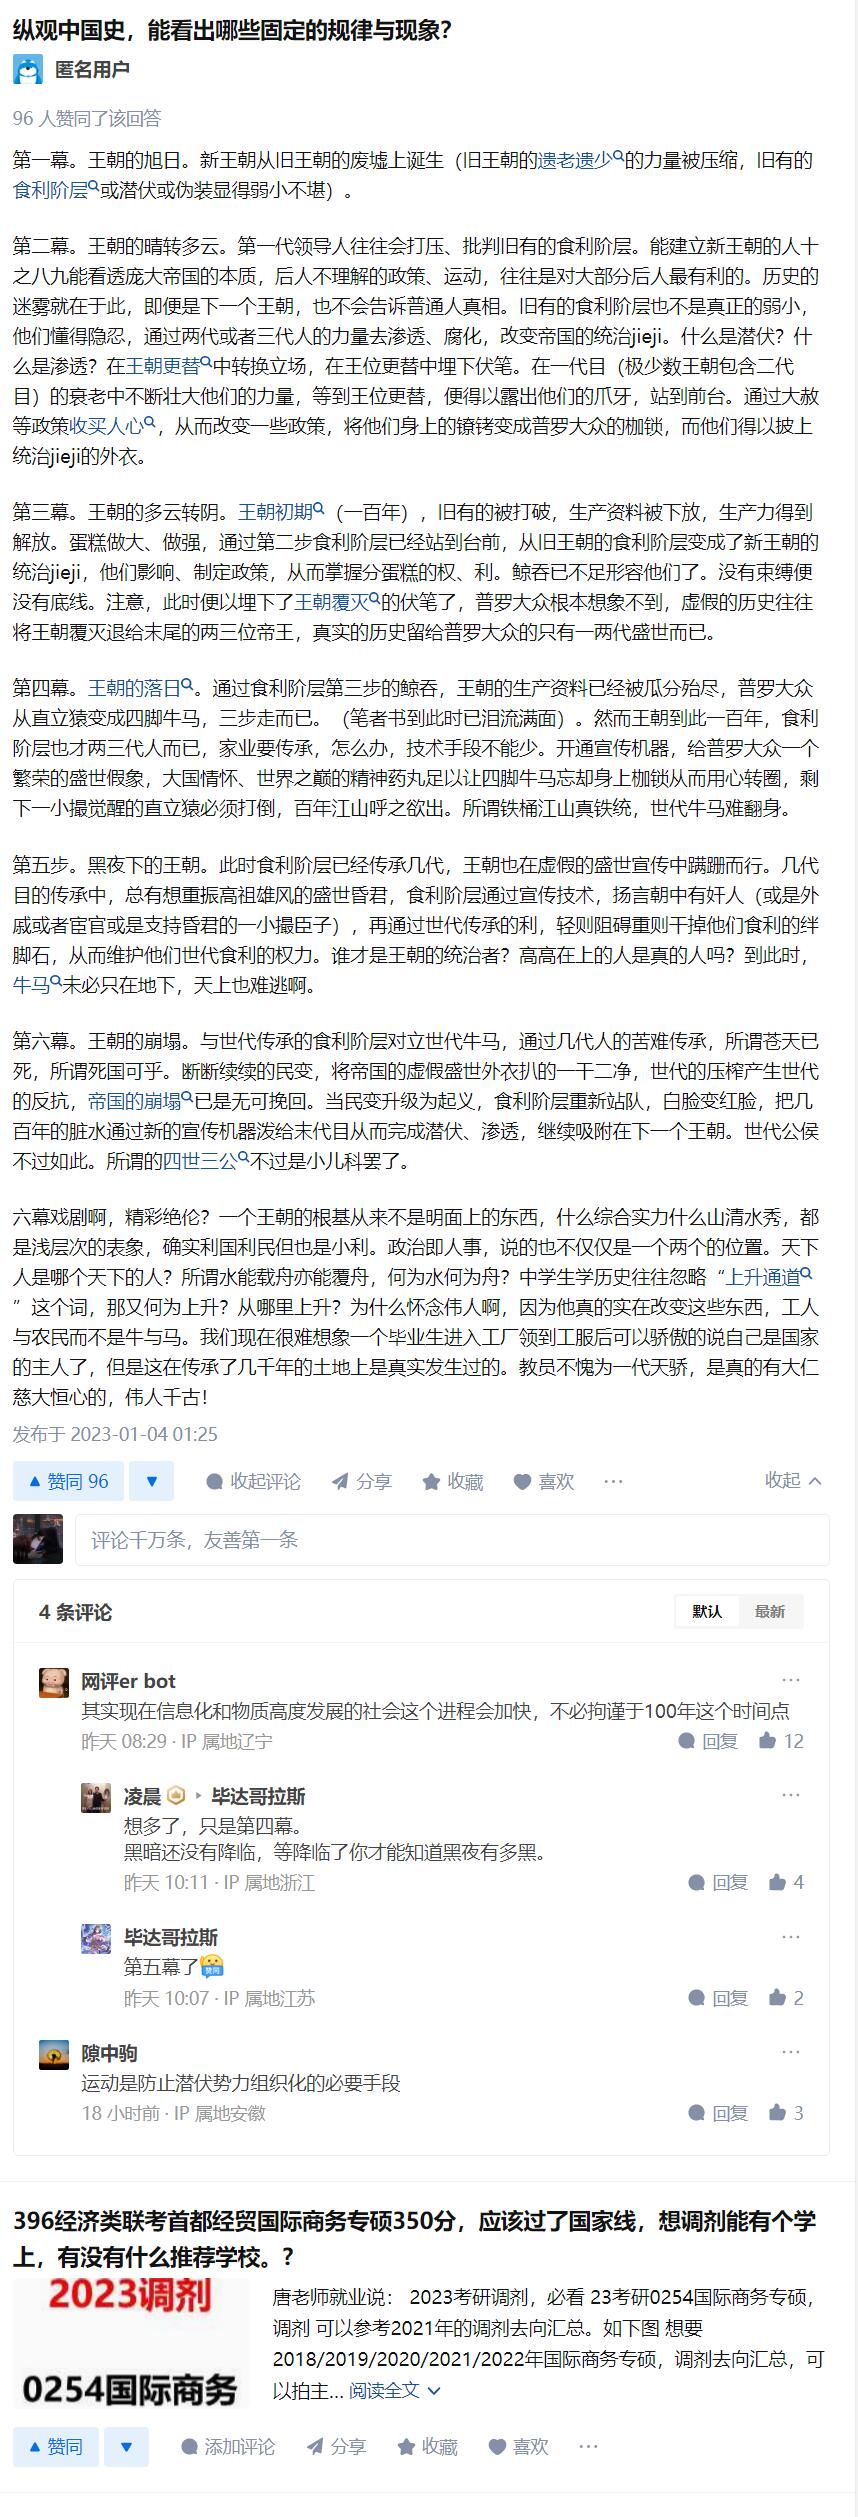 纵观中国史，能看出哪些固定的规律与现象？
匿名用户
96 人赞同了该回答
第一幕。王朝的旭日。新王朝从旧王朝的废墟上诞生（旧王朝的遗老遗少的力量被压缩，旧有的
食利阶层或潜伏或伪装显得弱小不堪）。
第二幕。王朝的晴转多云。第一代领导人往往会打压、批判旧有的食利阶层。能建立新王朝的人十
之八九能看透庞大帝国的本质，后人不理解的政策、运动，往往是对大部分后人最有利的。历史的
迷雾就在于此，即便是下一个王朝，也不会告诉普通人真相。旧有的食利阶层也不是真正的弱小，
他们懂得隐忍，通过两代或者三代人的力量去渗透、腐化，改变帝国的统治jieji。什么是潜伏？什
么是渗透？在王朝更替中转换立场，在王位更替中埋下伏笔。在一代目（极少数王朝包含二代
目）的衰老中不断壮大他们的力量，等到王位更替，便得以露出他们的爪牙，站到前台。通过大赦
等政策收买人心，从而改变一些政策，将他们身上的镣铐变成普罗大众的枷锁，而他们得以披上
统治jieji的外衣。
第三幕。王朝的多云转阴。王朝初期（一百年），旧有的被打破，生产资料被下放，生产力得到
解放。蛋糕做大、做强，通过第二步食利阶层已经站到台前，从旧王朝的食利阶层变成了新王朝的
统治jieji，他们影响、制定政策，从而掌握分蛋糕的权、利。鲸吞已不足形容他们了。没有束缚便
没有底线。注意，此时便以埋下了王朝覆灭的伏笔了，普罗大众根本想象不到，虚假的历史往往
将王朝覆灭退给末尾的两三位帝王，真实的历史留给普罗大众的只有一两代盛世而已。
第四幕。王朝的落日。通过食利阶层第三步的鲸吞，王朝的生产资料已经被瓜分殆尽，普罗大众
从直立猿变成四脚牛马，三步走而已。（笔者书到此时已泪流满面）。然而王朝到此一百年，食利
阶层也才两三代人而已，家业要传承，怎么办，技术手段不能少。开通宣传机器，给普罗大众一个
繁荣的盛世假象，大国情怀、世界之巅的精神药丸足以让四脚牛马忘却身上枷锁从而用心转圈，剩
下一小撮觉醒的直立猿必须打倒，百年江山呼之欲出。所谓铁桶江山真铁统，世代牛马难翻身。
第五步。黑夜下的王朝。此时食利阶层已经传承几代，王朝也在虚假的盛世宣传中蹒跚而行。几代
目的传承中，总有想重振高祖雄风的盛世昏君，食利阶层通过宣传技术，扬言朝中有奸人（或是外
戚或者宦官或是支持昏君的一小撮臣子），再通过世代传承的利，轻则阻碍重则干掉他们食利的绊
脚石，从而维护他们世代食利的权力。谁才是王朝的统治者？高高在上的人是真的人吗？到此时，
牛马未必只在地下，天上也难逃啊。
第六幕。王朝的崩塌。与世代传承的食利阶层对立世代牛马，通过几代人的苦难传承，所谓苍天已
死，所谓死国可乎。断断续续的民变，将帝国的虚假盛世外衣扒的一干二净，世代的压榨产生世代
的反抗，帝国的崩塌已是无可挽回。当民变升级为起义，食利阶层重新站队，白脸变红脸，把几
百年的脏水通过新的宣传机器泼给末代目从而完成潜伏、渗透，继续吸附在下一个王朝。世代公侯
不过如此。所谓的四世三公不过是小儿科罢了。
六幕戏剧啊，精彩绝伦？一个王朝的根基从来不是明面上的东西，什么综合实力什么山清水秀，都
是浅层次的表象，确实利国利民但也是小利。政治即人事，说的也不仅仅是一个两个的位置。天下
人是哪个天下的人？所谓水能载舟亦能覆舟，何为水何为舟？中学生学历史往往忽略“上升通道
”这个词，那又何为上升？从哪里上升？为什么怀念伟人啊，因为他真的实在改变这些东西，工人
与农民而不是牛与马。我们现在很难想象一个毕业生进入工厂领到工服后可以骄傲的说自己是国家
的主人了，但是这在传承了几千年的土地上是真实发生过的。教员不愧为一代天骄，是真的有大仁
慈大恒心的，伟人千古！
发布于 2023-01-04 01:25
赞同 96 收起评论 分享 收藏 喜欢 ··· 收起
评论千万条，友善第一条
4 条评论 默认 最新
网评er bot
其实现在信息化和物质高度发展的社会这个进程会加快，不必拘谨于100年这个时间点
昨天 08:29 · IP 属地辽宁 回复 12
凌晨 毕达哥拉斯
想多了，只是第四幕。
黑暗还没有降临，等降临了你才能知道黑夜有多黑。
昨天 10:11 · IP 属地浙江 回复 4
毕达哥拉斯
第五幕了
昨天 10:07 · IP 属地江苏 回复 2
隙中驹
运动是防止潜伏势力组织化的必要手段
18 小时前 · IP 属地安徽 回复 3
396经济类联考首都经贸国际商务专硕350分，应该过了国家线，想调剂能有个学
上，有没有什么推荐学校。？
2023调剂
0254国际商务
唐老师就业说： 2023考研调剂，必看 23考研0254国际商务专硕，
调剂 可以参考2021年的调剂去向汇总。如下图 想要
2018/2019/2020/2021/2022年国际商务专硕，调剂去向汇总，可
以拍主... 阅读全文
赞同 添加评论 分享 收藏 喜欢 ···